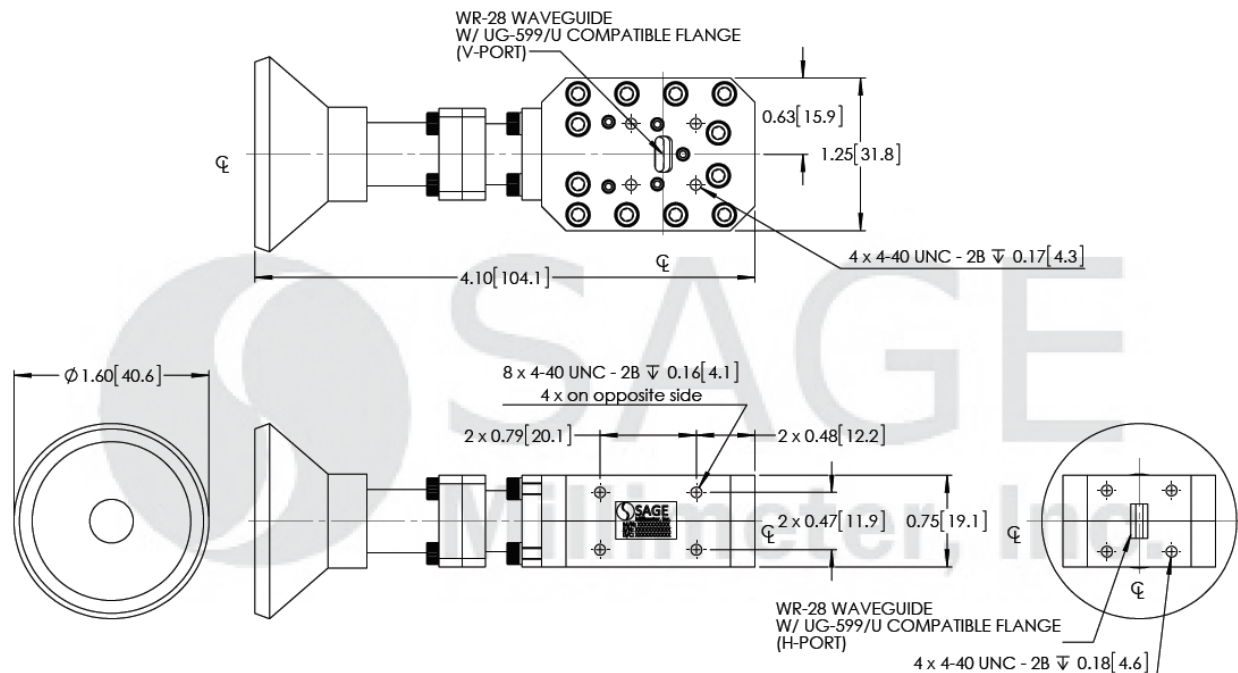 WR-28 WAVEGUIDE
W/ UG-599/U COMPATIBLE FLANGE
(V-PORT)
0.63[15.9]
1.25[31.8]
℄
℄
4 x 4-40 UNC - 2B ↧ 0.17[4.3]
4.10[104.1]
SAGE
Millimeter, Inc.
⌀1.60[40.6]
8 x 4-40 UNC - 2B ↧ 0.16[4.1]
4 x on opposite side
2 x 0.79[20.1]
2 x 0.48[12.2]
SAGE
2 x 0.47[11.9]
0.75[19.1]
℄
℄
℄
WR-28 WAVEGUIDE
W/ UG-599/U COMPATIBLE FLANGE
(H-PORT)
4 x 4-40 UNC - 2B ↧ 0.18[4.6]